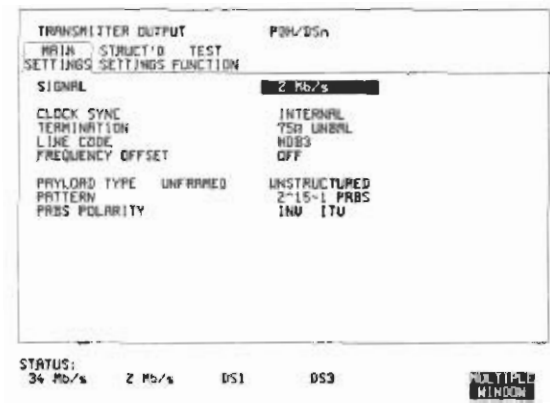 TRANSMITTER OUTPUT PDH/DSn
MAIN STRUCT'D TEST
SETTINGS SETTINGS FUNCTION
SIGNAL 2 Mb/s
CLOCK SYNC INTERNAL
TERMINATION 75Ω UNBAL
LINE CODE HDB3
FREQUENCY OFFSET OFF
PAYLOAD TYPE UNFRAMED UNSTRUCTURED
PATTERN 2^15-1 PRBS
PRBS POLARITY INV ITU
STATUS:
34 Mb/s 2 Mb/s DS1 DS3 MULTIPLE
WINDOW